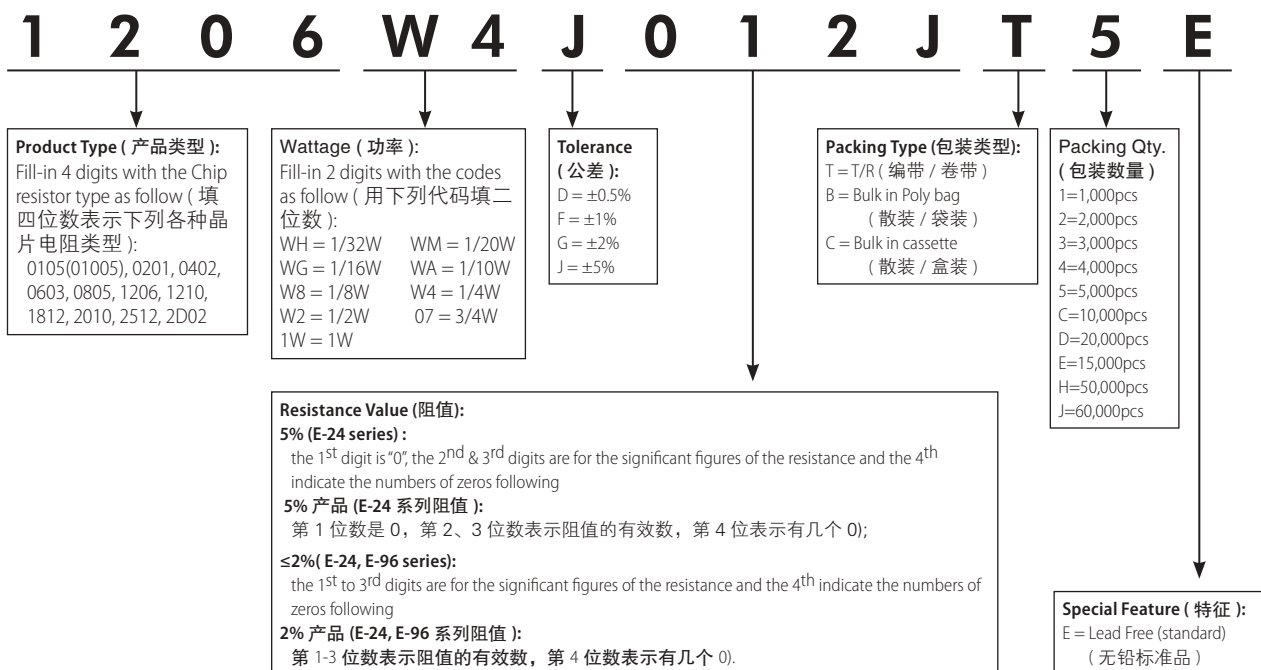 1 2 0 6 W 4 J 0 1 2 J T 5 E
Product Type ( 产品类型 ):
Fill-in 4 digits with the Chip
resistor type as follow ( 填
四位数表示下列各种晶
片电阻类型 ):
0105(01005), 0201, 0402,
0603, 0805, 1206, 1210,
1812, 2010, 2512, 2D02
Wattage ( 功率 ):
Fill-in 2 digits with the codes
as follow ( 用下列代码填二
位数 ):
WH = 1/32W WM = 1/20W
WG = 1/16W WA = 1/10W
W8 = 1/8W W4 = 1/4W
W2 = 1/2W 07 = 3/4W
1W = 1W
Tolerance
( 公差 ):
D = ±0.5%
F = ±1%
G = ±2%
J = ±5%
Packing Type (包装类型):
T = T/R ( 编带 / 卷带 )
B = Bulk in Poly bag
( 散装 / 袋装 )
C = Bulk in cassette
( 散装 / 盒装 )
Packing Qty.
( 包装数量 )
1=1,000pcs
2=2,000pcs
3=3,000pcs
4=4,000pcs
5=5,000pcs
C=10,000pcs
D=20,000pcs
E=15,000pcs
H=50,000pcs
J=60,000pcs
Resistance Value (阻值):
5% (E-24 series) :
the 1st digit is “0”, the 2nd & 3rd digits are for the significant figures of the resistance and the 4th
indicate the numbers of zeros following
5% 产品 (E-24 系列阻值 ):
第 1 位数是 0，第 2、3 位数表示阻值的有效数，第 4 位表示有几个 0);
≤2%( E-24, E-96 series):
the 1st to 3rd digits are for the significant figures of the resistance and the 4th indicate the numbers of
zeros following
2% 产品 (E-24, E-96 系列阻值 ):
第 1-3 位数表示阻值的有效数，第 4 位数表示有几个 0).
Special Feature ( 特征 ):
E = Lead Free (standard)
( 无铅标准品 )